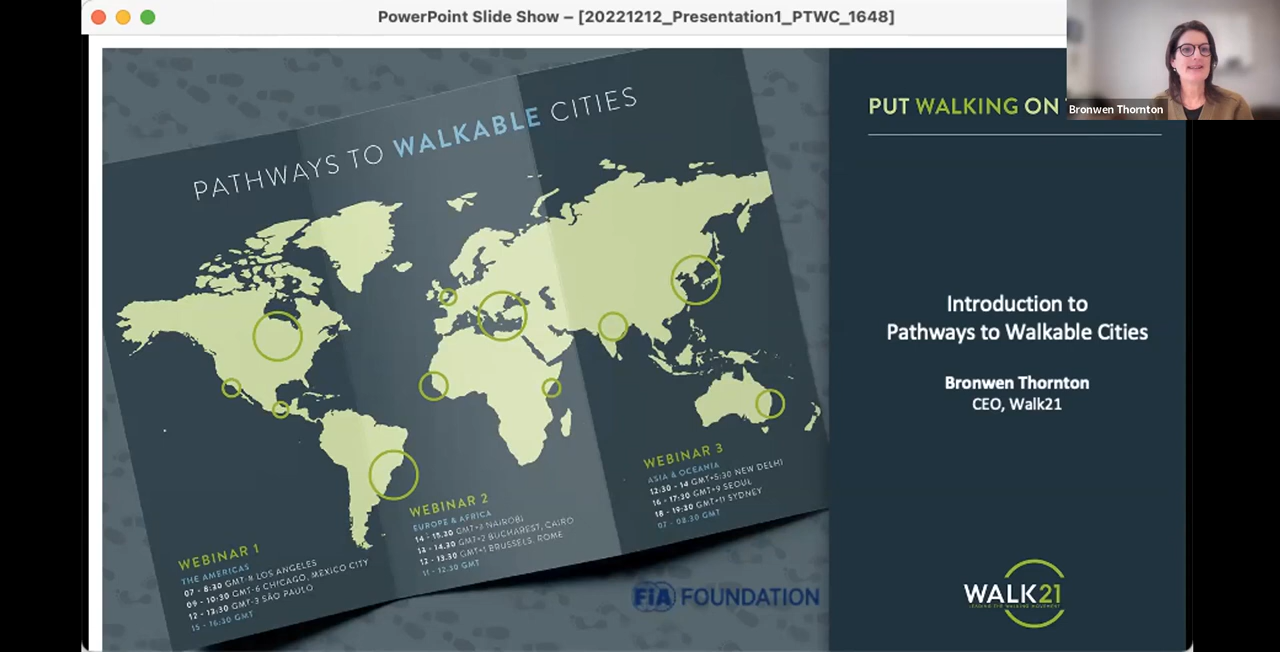 PowerPoint Slide Show – [20221212_Presentation1_PTWC_1648]
Bronwen Thornton
PATHWAYS TO WALKABLE CITIES
WEBINAR 1
THE AMERICAS
07 - 8:30 GMT-8 LOS ANGELES
09 - 10:30 GMT-6 CHICAGO, MEXICO CITY
12 - 13:30 GMT-3 SÃO PAULO
15 - 16:30 GMT
WEBINAR 2
EUROPE & AFRICA
14 - 15.30 GMT+3 NAIROBI
13 - 14.30 GMT+2 BUCHAREST, CAIRO
12 - 13.30 GMT+1 BRUSSELS, ROME
11 - 12.30 GMT
WEBINAR 3
ASIA & OCEANIA
12:30 - 14 GMT+5:30 NEW DELHI
16 - 17:30 GMT+9 SEOUL
18 - 19:30 GMT+11 SYDNEY
07 - 08.30 GMT
FiA FOUNDATION
PUT WALKING ON
Introduction to
Pathways to Walkable Cities
Bronwen Thornton
CEO, Walk21
WALK21
LEADING THE WALKING MOVEMENT